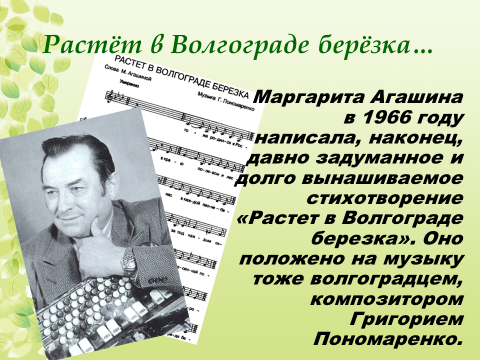 Растёт в Волгограде берёзка…
РАСТЕТ В ВОЛГОГРАДЕ БЕРЕЗКА
Слова М. Агашиной
Музыка Г. Пономаренко
Умеренно
Маргарита Агашина
в 1966 году
написала, наконец,
давно задуманное и
долго вынашиваемое
стихотворение
«Растет в Волгограде
березка». Оно
положено на музыку
тоже волгоградцем,
композитором
Григорием
Пономаренко.